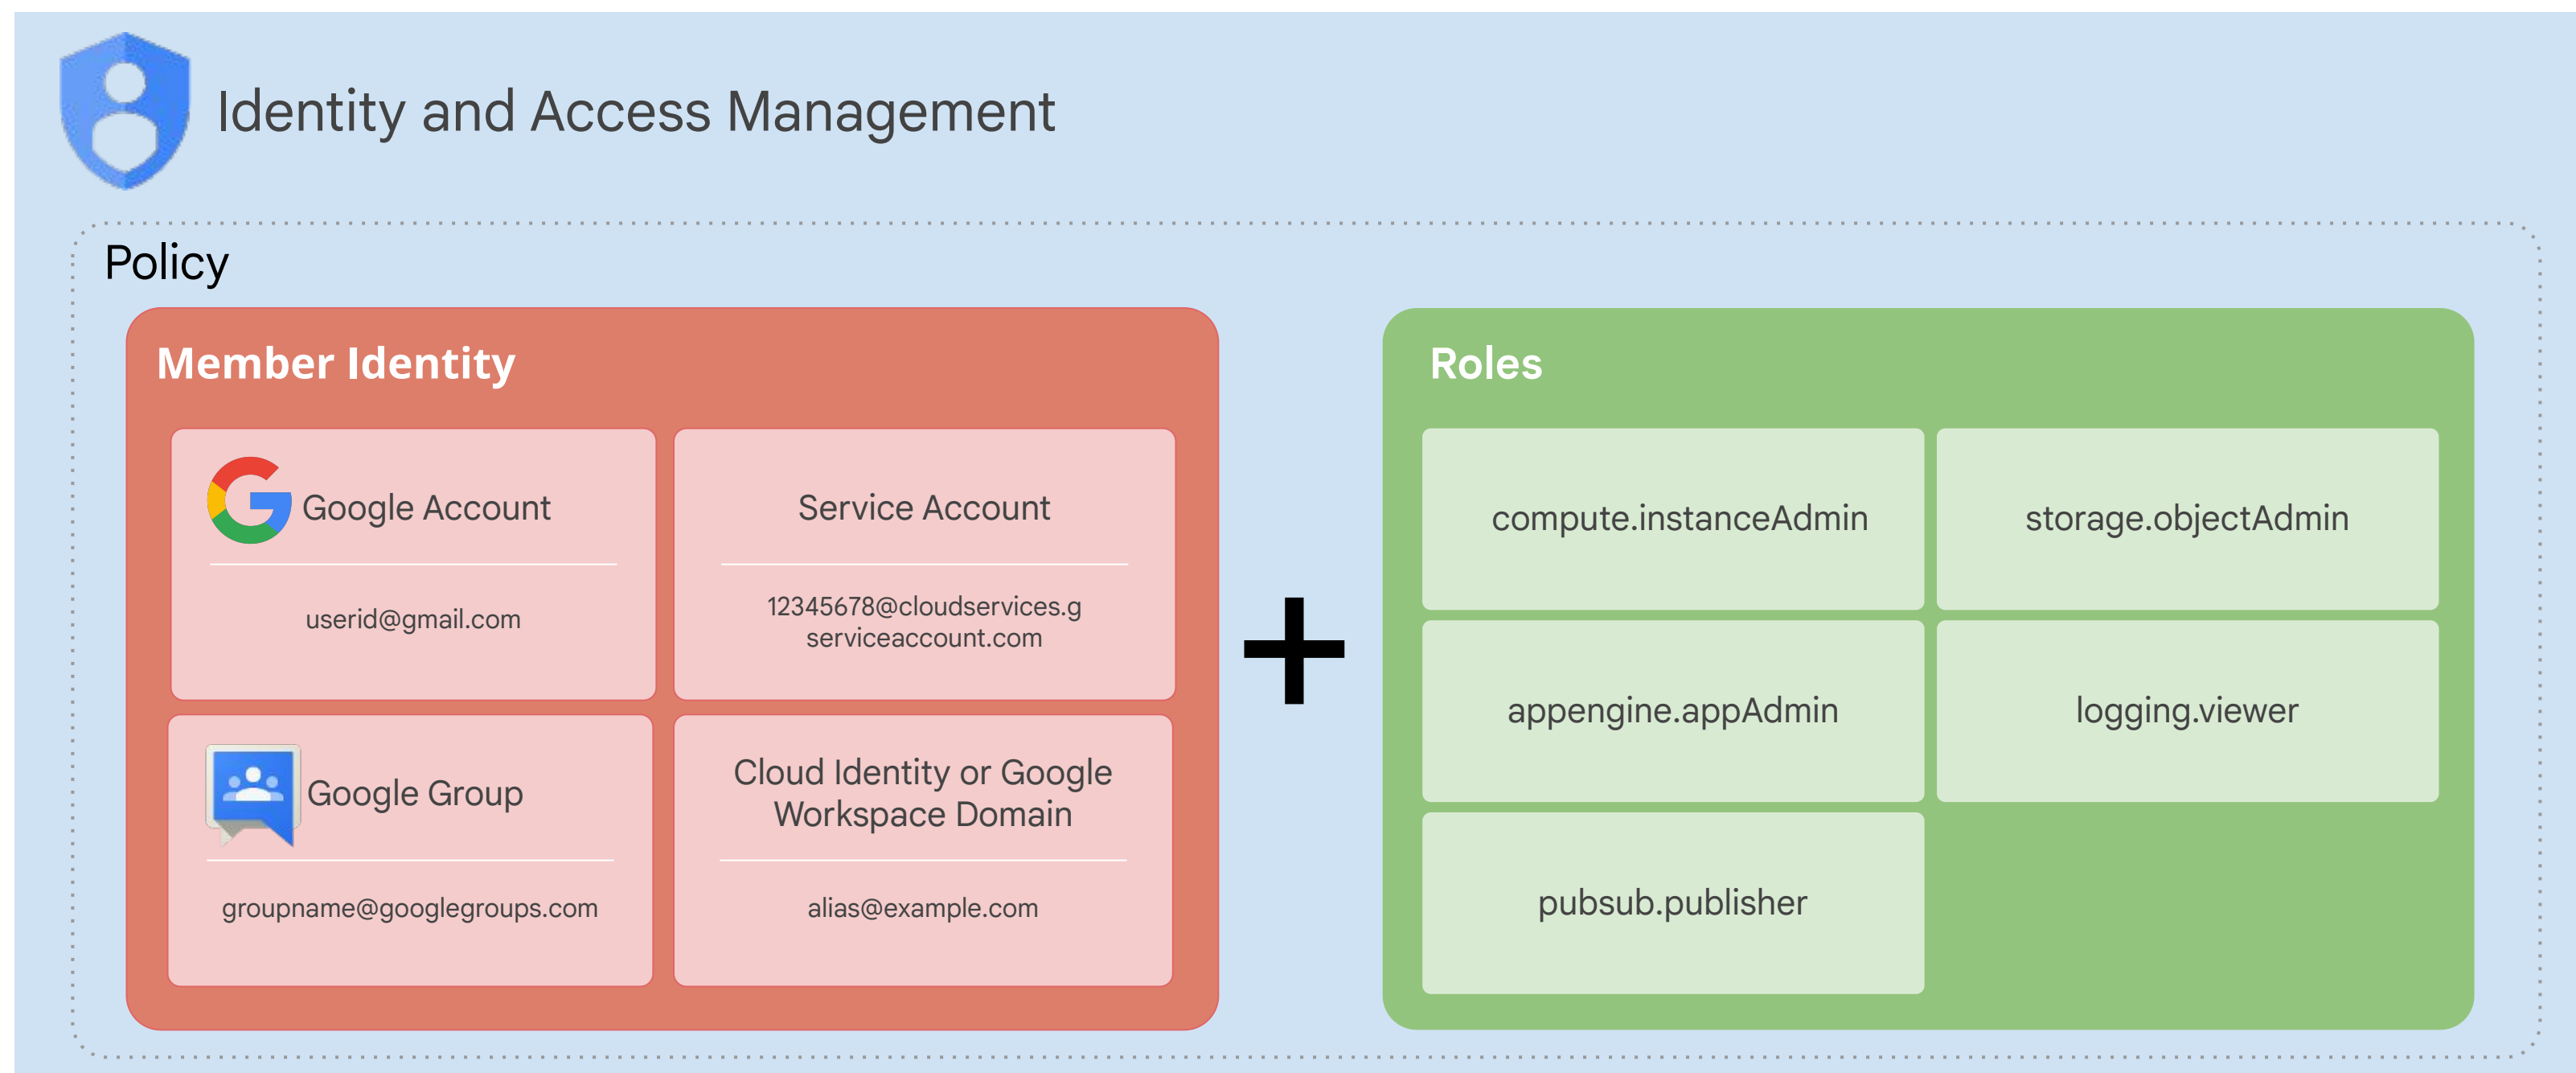 Identity and Access Management
Policy
Member Identity
Google Account
userid@gmail.com
Service Account
12345678@cloudservices.g
serviceaccount.com
Google Group
groupname@googlegroups.com
Cloud Identity or Google
Workspace Domain
alias@example.com
+
Roles
compute.instanceAdmin
storage.objectAdmin
appengine.appAdmin
logging.viewer
pubsub.publisher